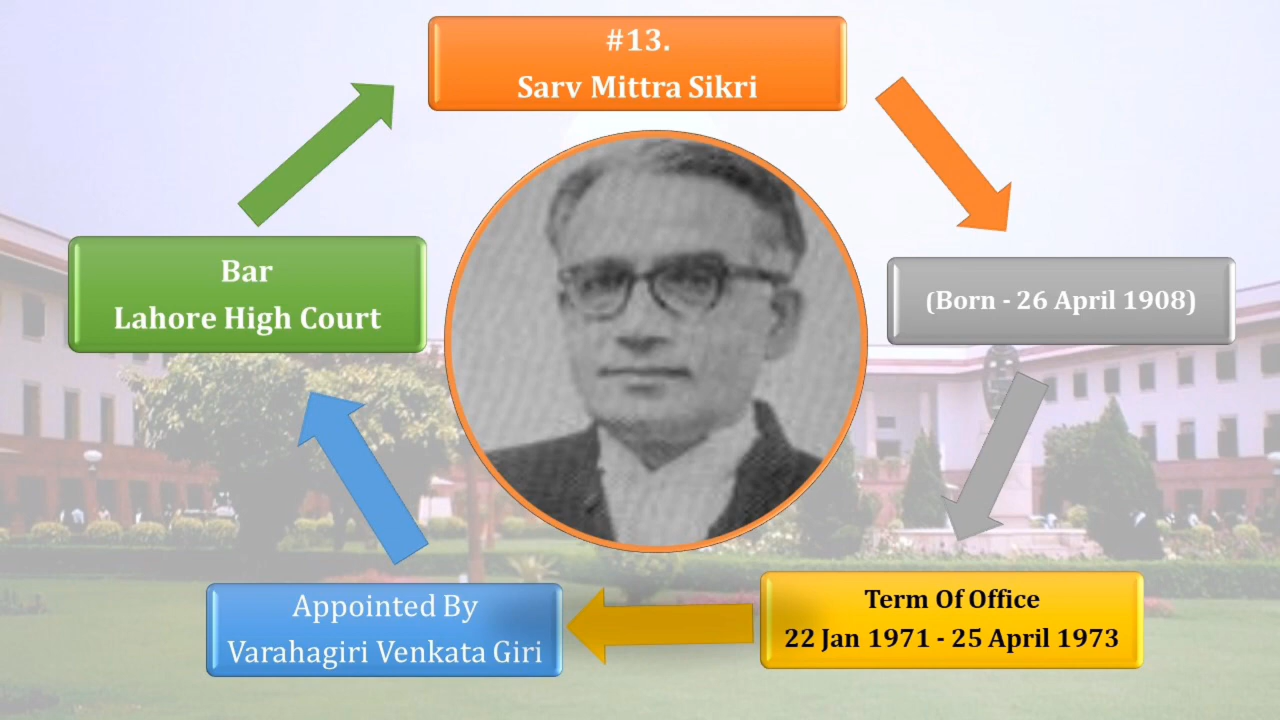 #13.
Sarv Mittra Sikri
(Born - 26 April 1908)
Term Of Office
22 Jan 1971 - 25 April 1973
Appointed By
Varahagiri Venkata Giri
Bar
Lahore High Court